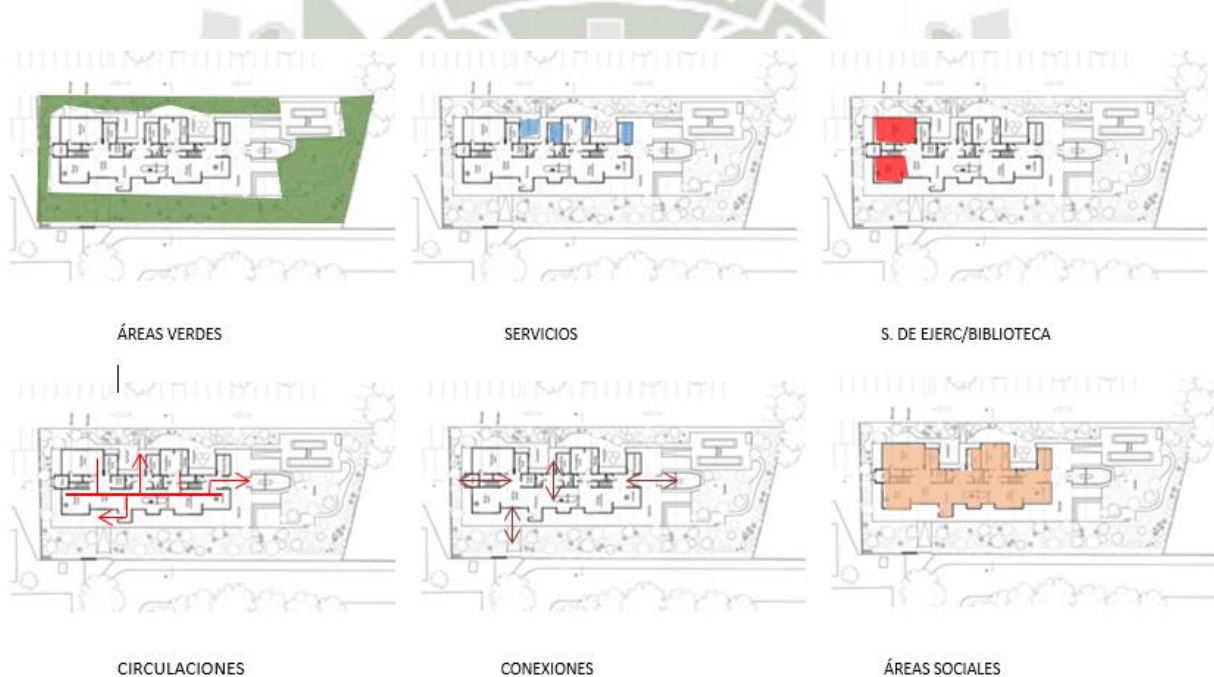 ÁREAS VERDES
SERVICIOS
S. DE EJERC/BIBLIOTECA
CIRCULACIONES
CONEXIONES
ÁREAS SOCIALES